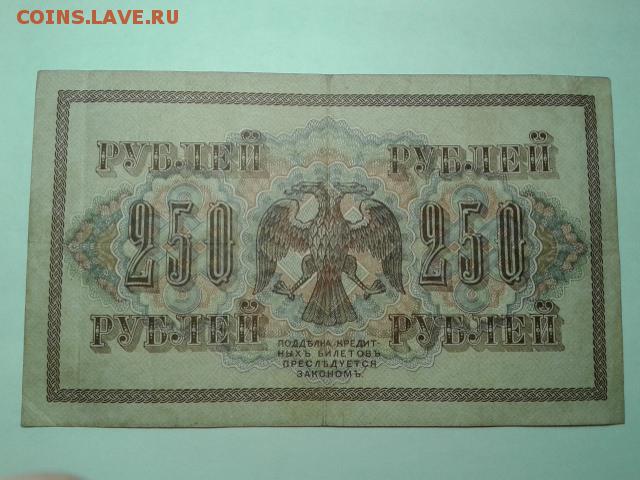 COINS.LAVE.RU
РУБЛЕЙ РУБЛЕЙ
250 250
РУБЛЕЙ РУБЛЕЙ
ПОДДѢЛКА КРЕДИТ-
НЫХЪ БИЛЕТОВЪ
ПРЕСЛѢДУЕТСЯ
ЗАКОНОМЪ.